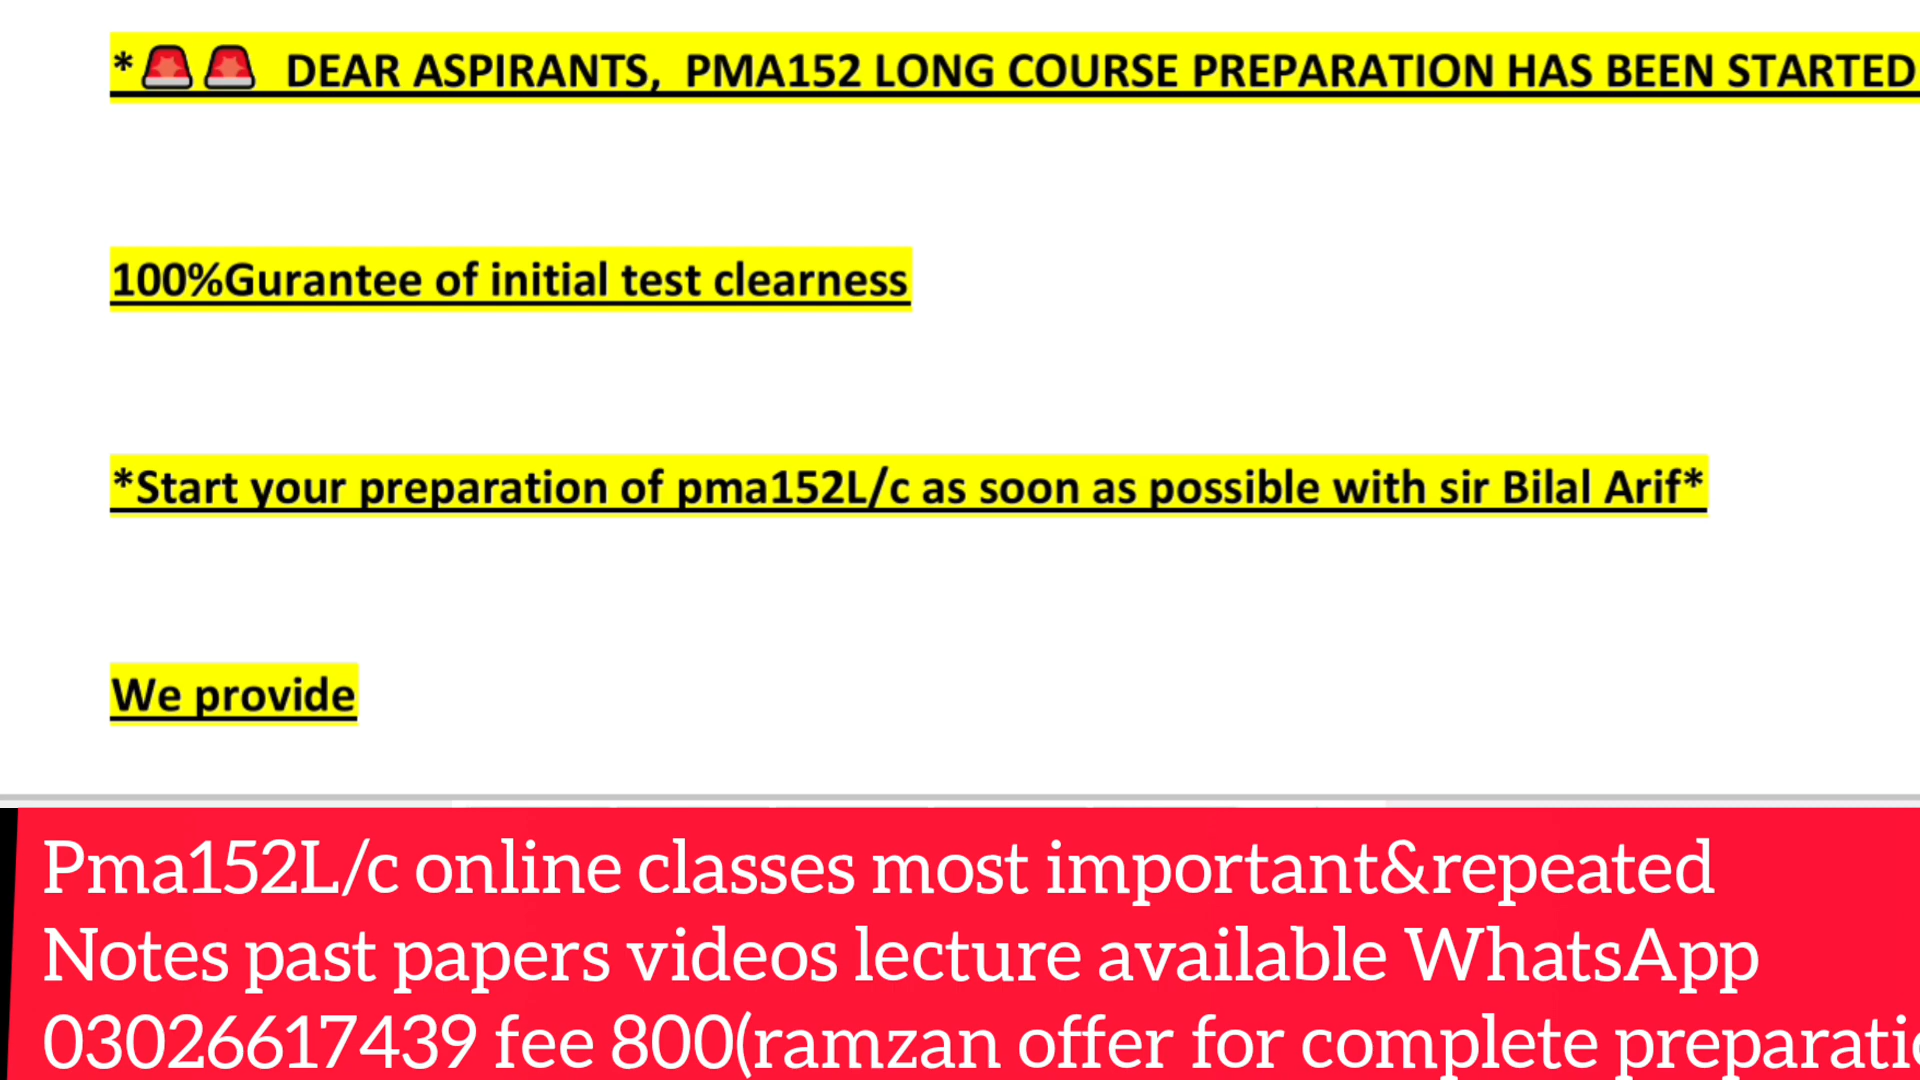 *🚨🚨 DEAR ASPIRANTS, PMA152 LONG COURSE PREPARATION HAS BEEN STARTED
100%Gurantee of initial test clearness
*Start your preparation of pma152L/c as soon as possible with sir Bilal Arif*
We provide
Pma152L/c online classes most important&repeated
Notes past papers videos lecture available WhatsApp
03026617439 fee 800(ramzan offer for complete preparati